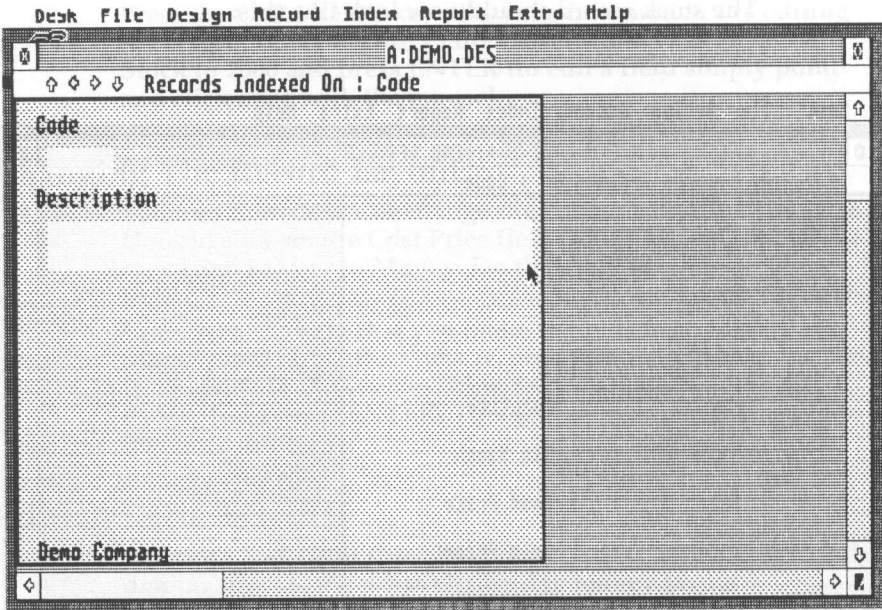 Desk File Design Record Index Report Extra Help
A:DEMO.DES
Records Indexed On : Code
Code
Description
Demo Company